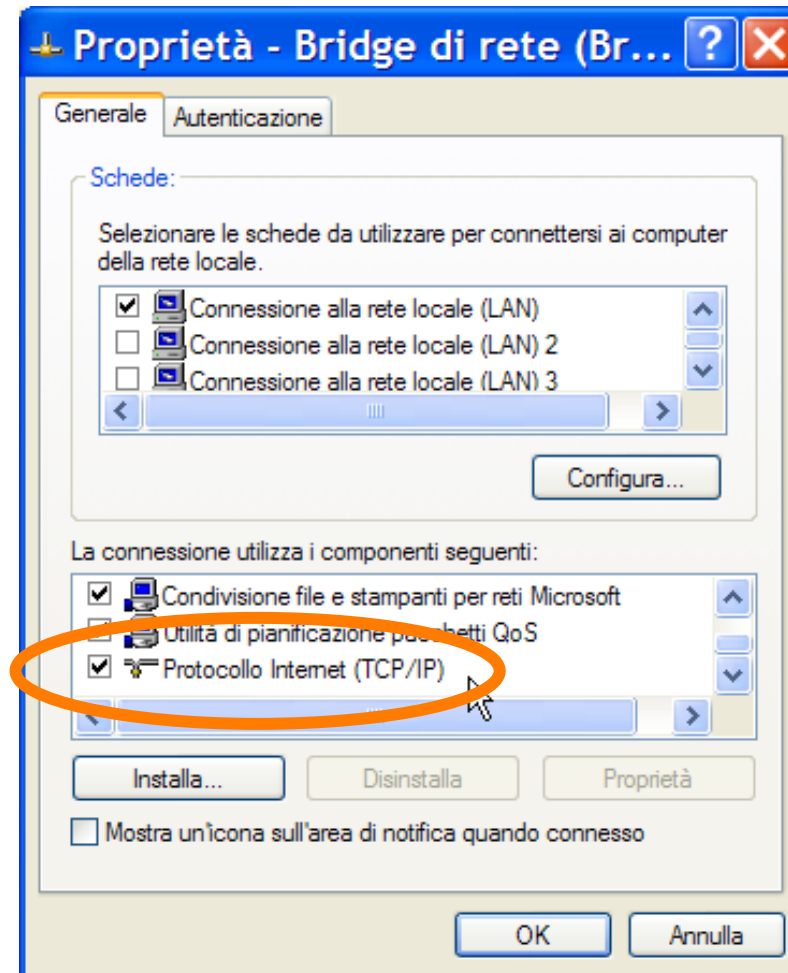 Proprietà - Bridge di rete (Br...
Generale
Autenticazione
Schede:
Selezionare le schede da utilizzare per connettersi ai computer
della rete locale.
Connessione alla rete locale (LAN)
Connessione alla rete locale (LAN) 2
Connessione alla rete locale (LAN) 3
Configura...
La connessione utilizza i componenti seguenti:
Condivisione file e stampanti per reti Microsoft
Utilità di pianificazione pacchetti QoS
Protocollo Internet (TCP/IP)
Installa...
Disinstalla
Proprietà
Mostra un'icona sull'area di notifica quando connesso
OK
Annulla